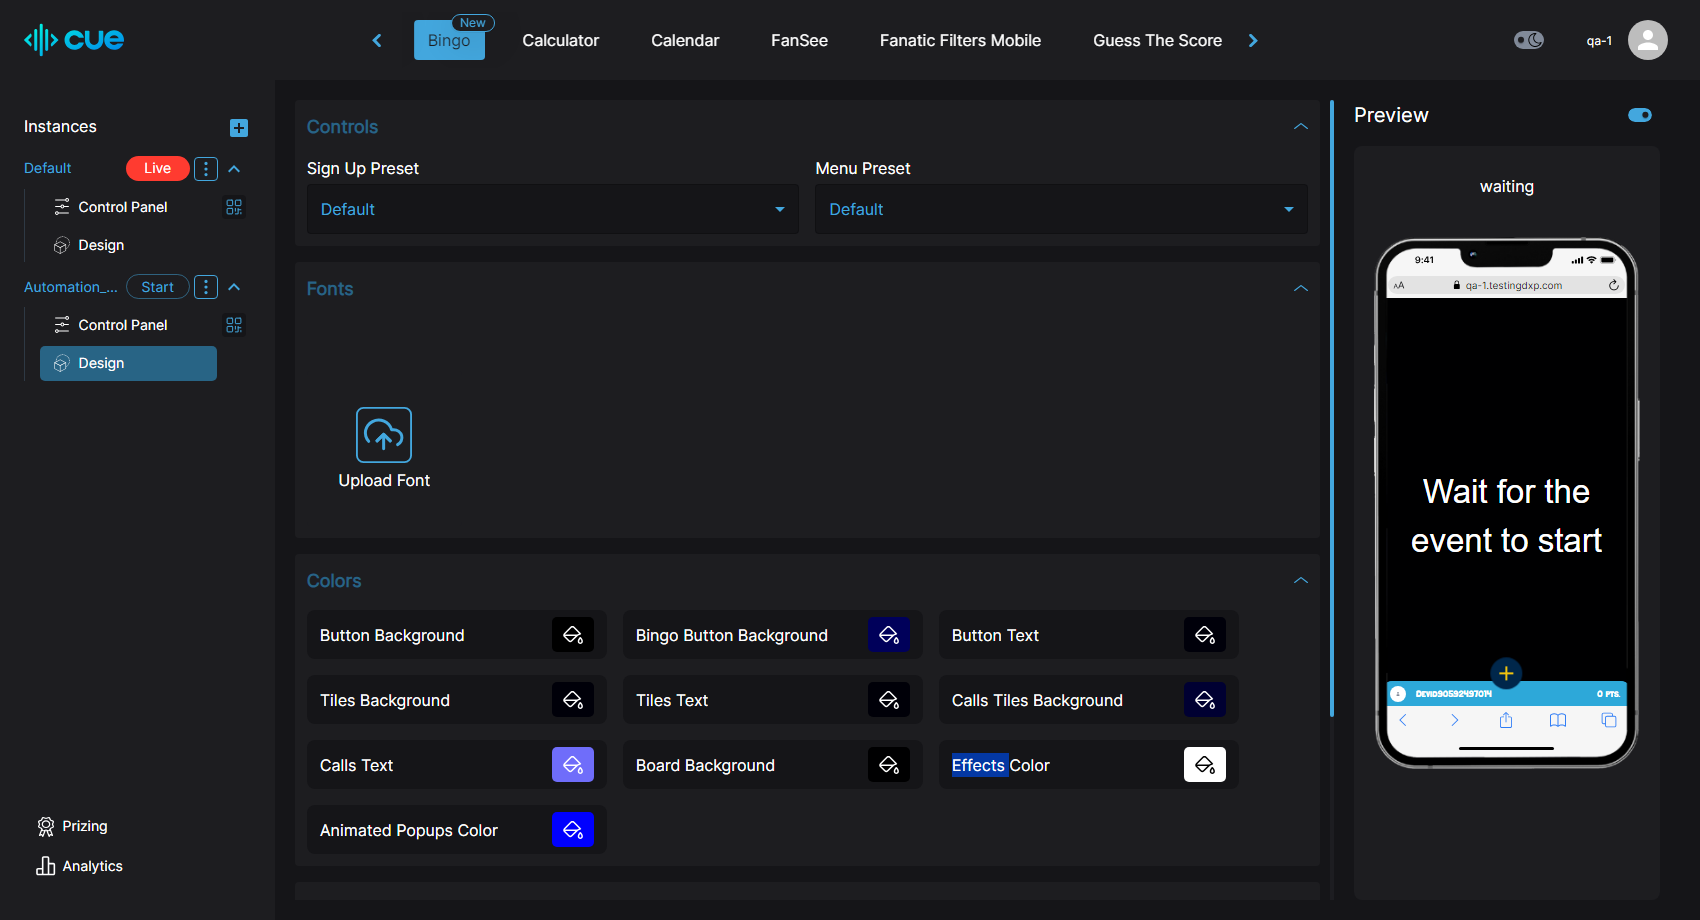 cue
New
Bingo
Calculator
Calendar
FanSee
Fanatic Filters Mobile
Guess The Score
qa-1
Instances
Default
Live
Control Panel
Design
Automation_...
Start
Control Panel
Design
Prizing
Analytics
Controls
Sign Up Preset
Menu Preset
Default
Default
Fonts
Upload Font
Colors
Button Background
Bingo Button Background
Button Text
Tiles Background
Tiles Text
Calls Tiles Background
Calls Text
Board Background
Effects Color
Animated Popups Color
Preview
waiting
9:41
AA
qa-1.testingdxp.com
Wait for the
event to start
0 PTS.